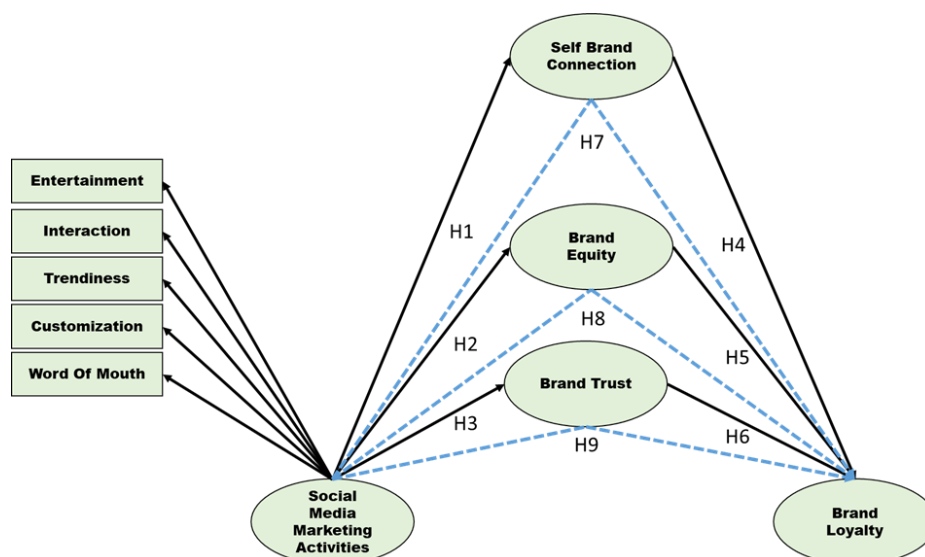 Self Brand
Connection
H7
Entertainment
Interaction
Trendiness
Customization
Word Of Mouth
H1
Brand
Equity
H4
H2
H8
H5
Brand Trust
H3
H9
H6
Social
Media
Marketing
Activities
Brand
Loyalty